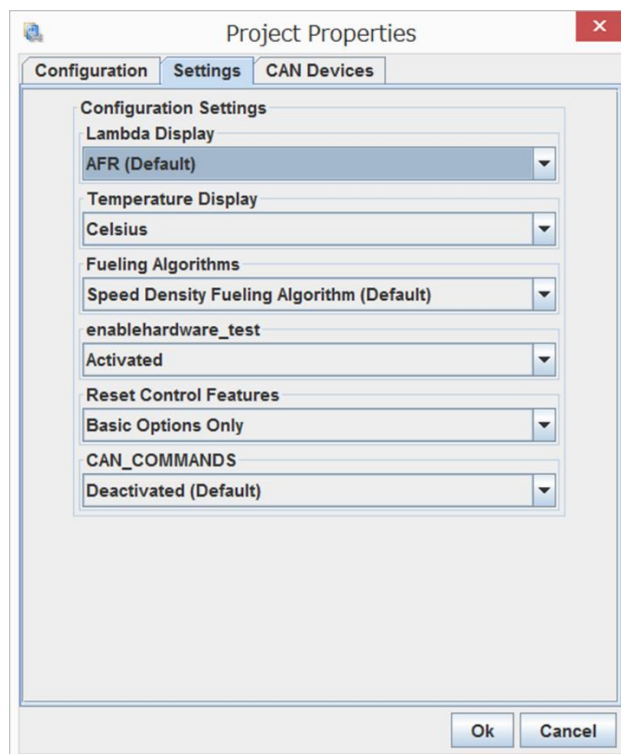 Project Properties
Configuration Settings CAN Devices
Configuration Settings
Lambda Display
AFR (Default)
Temperature Display
Celsius
Fueling Algorithms
Speed Density Fueling Algorithm (Default)
enablehardware_test
Activated
Reset Control Features
Basic Options Only
CAN_COMMANDS
Deactivated (Default)
Ok Cancel